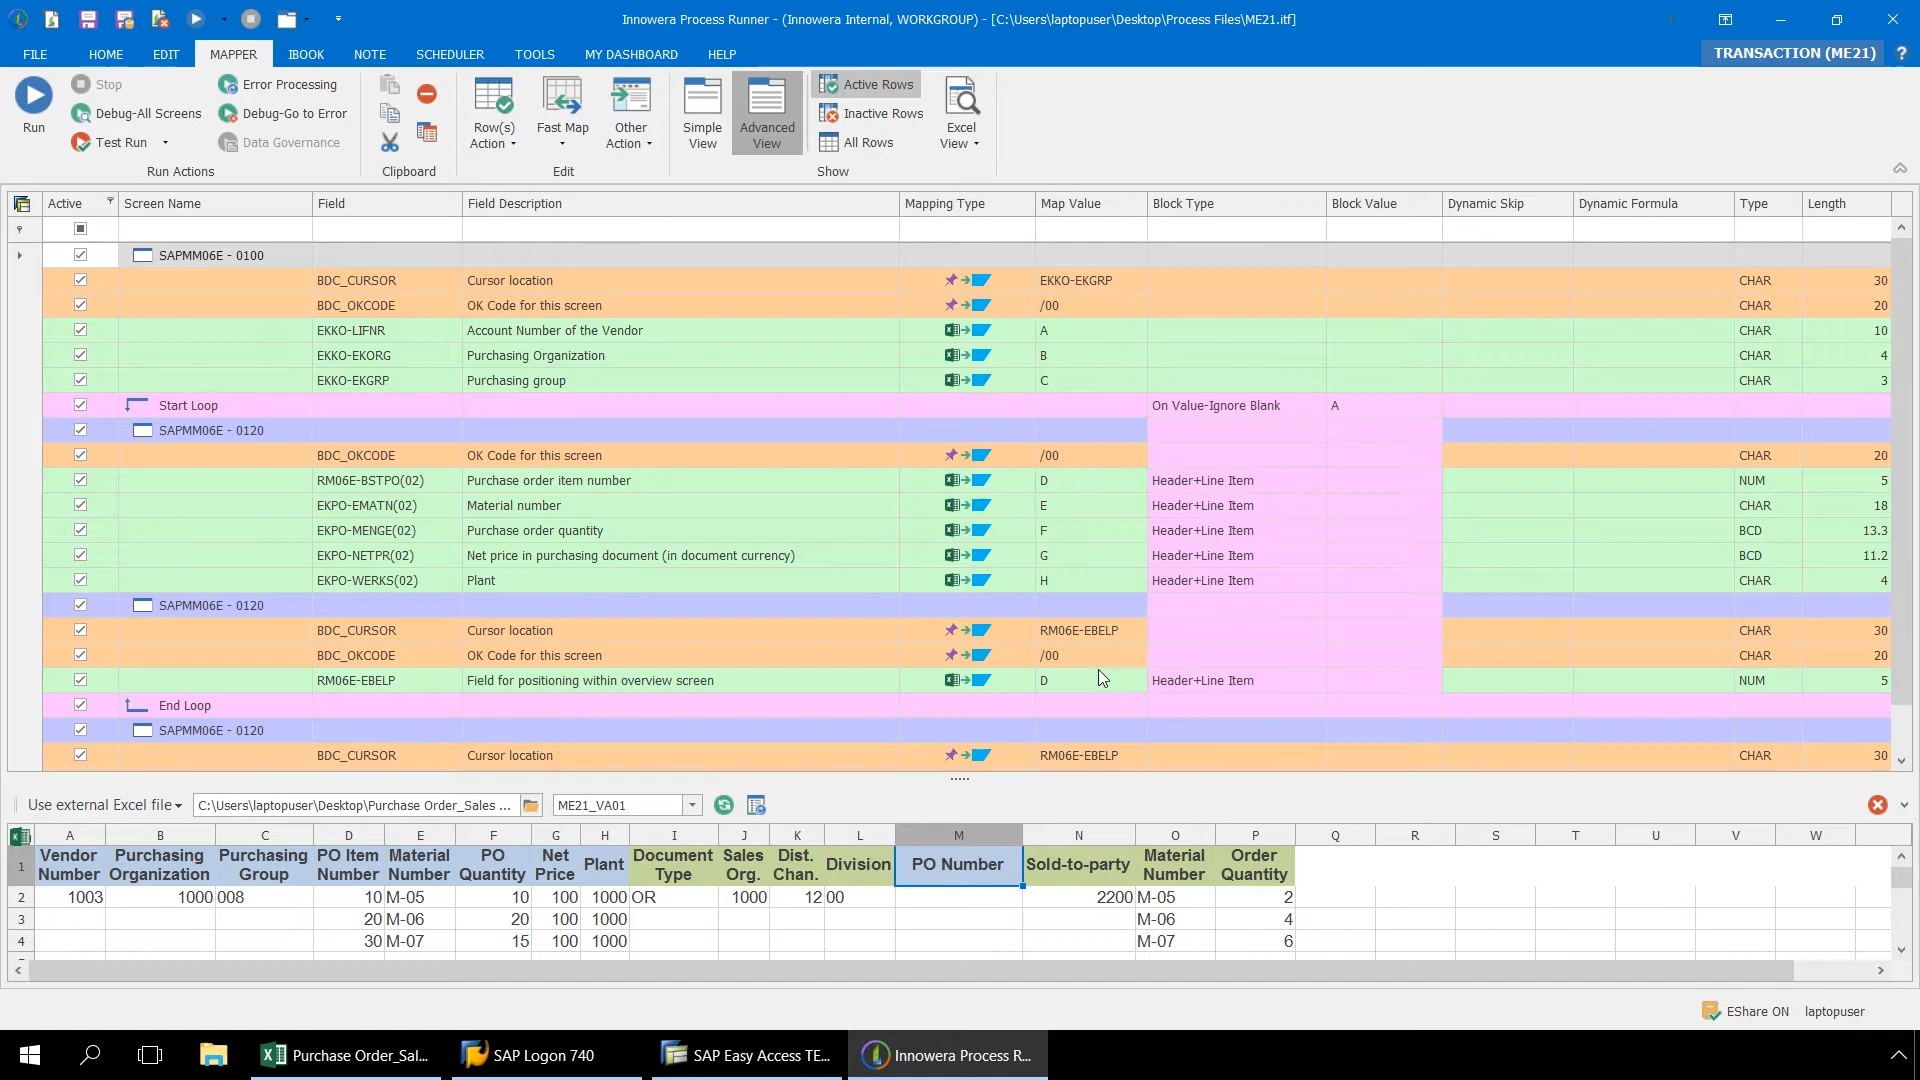 Innowera Process Runner - (Innowera Internal, WORKGROUP) - [C:\Users\laptopuser\Desktop\Process Files\ME21.itf]
FILE HOME EDIT MAPPER IBOOK NOTE SCHEDULER TOOLS MY DASHBOARD HELP TRANSACTION (ME21) ?
Run
Stop
Debug-All Screens
Test Run
Error Processing
Debug-Go to Error
Data Governance
Run Actions
Clipboard
Row(s) Action
Fast Map
Other Action
Edit
Simple View
Advanced View
Active Rows
Inactive Rows
All Rows
Excel View
Show
Active Screen Name Field Field Description Mapping Type Map Value Block Type Block Value Dynamic Skip Dynamic Formula Type Length
SAPMM06E - 0100
BDC_CURSOR Cursor location EKKO-EKGRP CHAR 30
BDC_OKCODE OK Code for this screen /00 CHAR 20
EKKO-LIFNR Account Number of the Vendor A CHAR 10
EKKO-EKORG Purchasing Organization B CHAR 4
EKKO-EKGRP Purchasing group C CHAR 3
Start Loop On Value-Ignore Blank A
SAPMM06E - 0120
BDC_OKCODE OK Code for this screen /00 CHAR 20
RM06E-BSTPO(02) Purchase order item number D Header+Line Item NUM 5
EKPO-EMATN(02) Material number E Header+Line Item CHAR 18
EKPO-MENGE(02) Purchase order quantity F Header+Line Item BCD 13.3
EKPO-NETPR(02) Net price in purchasing document (in document currency) G Header+Line Item BCD 11.2
EKPO-WERKS(02) Plant H Header+Line Item CHAR 4
SAPMM06E - 0120
BDC_CURSOR Cursor location RM06E-EBELP CHAR 30
BDC_OKCODE OK Code for this screen /00 CHAR 20
RM06E-EBELP Field for positioning within overview screen D Header+Line Item NUM 5
End Loop
SAPMM06E - 0120
BDC_CURSOR Cursor location RM06E-EBELP CHAR 30
Use external Excel file C:\Users\laptopuser\Desktop\Purchase Order_Sales ... ME21_VA01
A B C D E F G H I J K L M N O P Q R S T U V W
1 Vendor Number Purchasing Organization Purchasing Group PO Item Number Material Number PO Quantity Net Price Plant Document Type Sales Org. Dist. Chan. Division PO Number Sold-to-party Material Number Order Quantity
2 1003 1000 008 10 M-05 10 100 1000 OR 1000 12 00 2200 M-05 2
3 20 M-06 20 100 1000 M-06 4
4 30 M-07 15 100 1000 M-07 6
EShare ON laptopuser
Purchase Order_Sal... SAP Logon 740 SAP Easy Access TE... Innowera Process R...